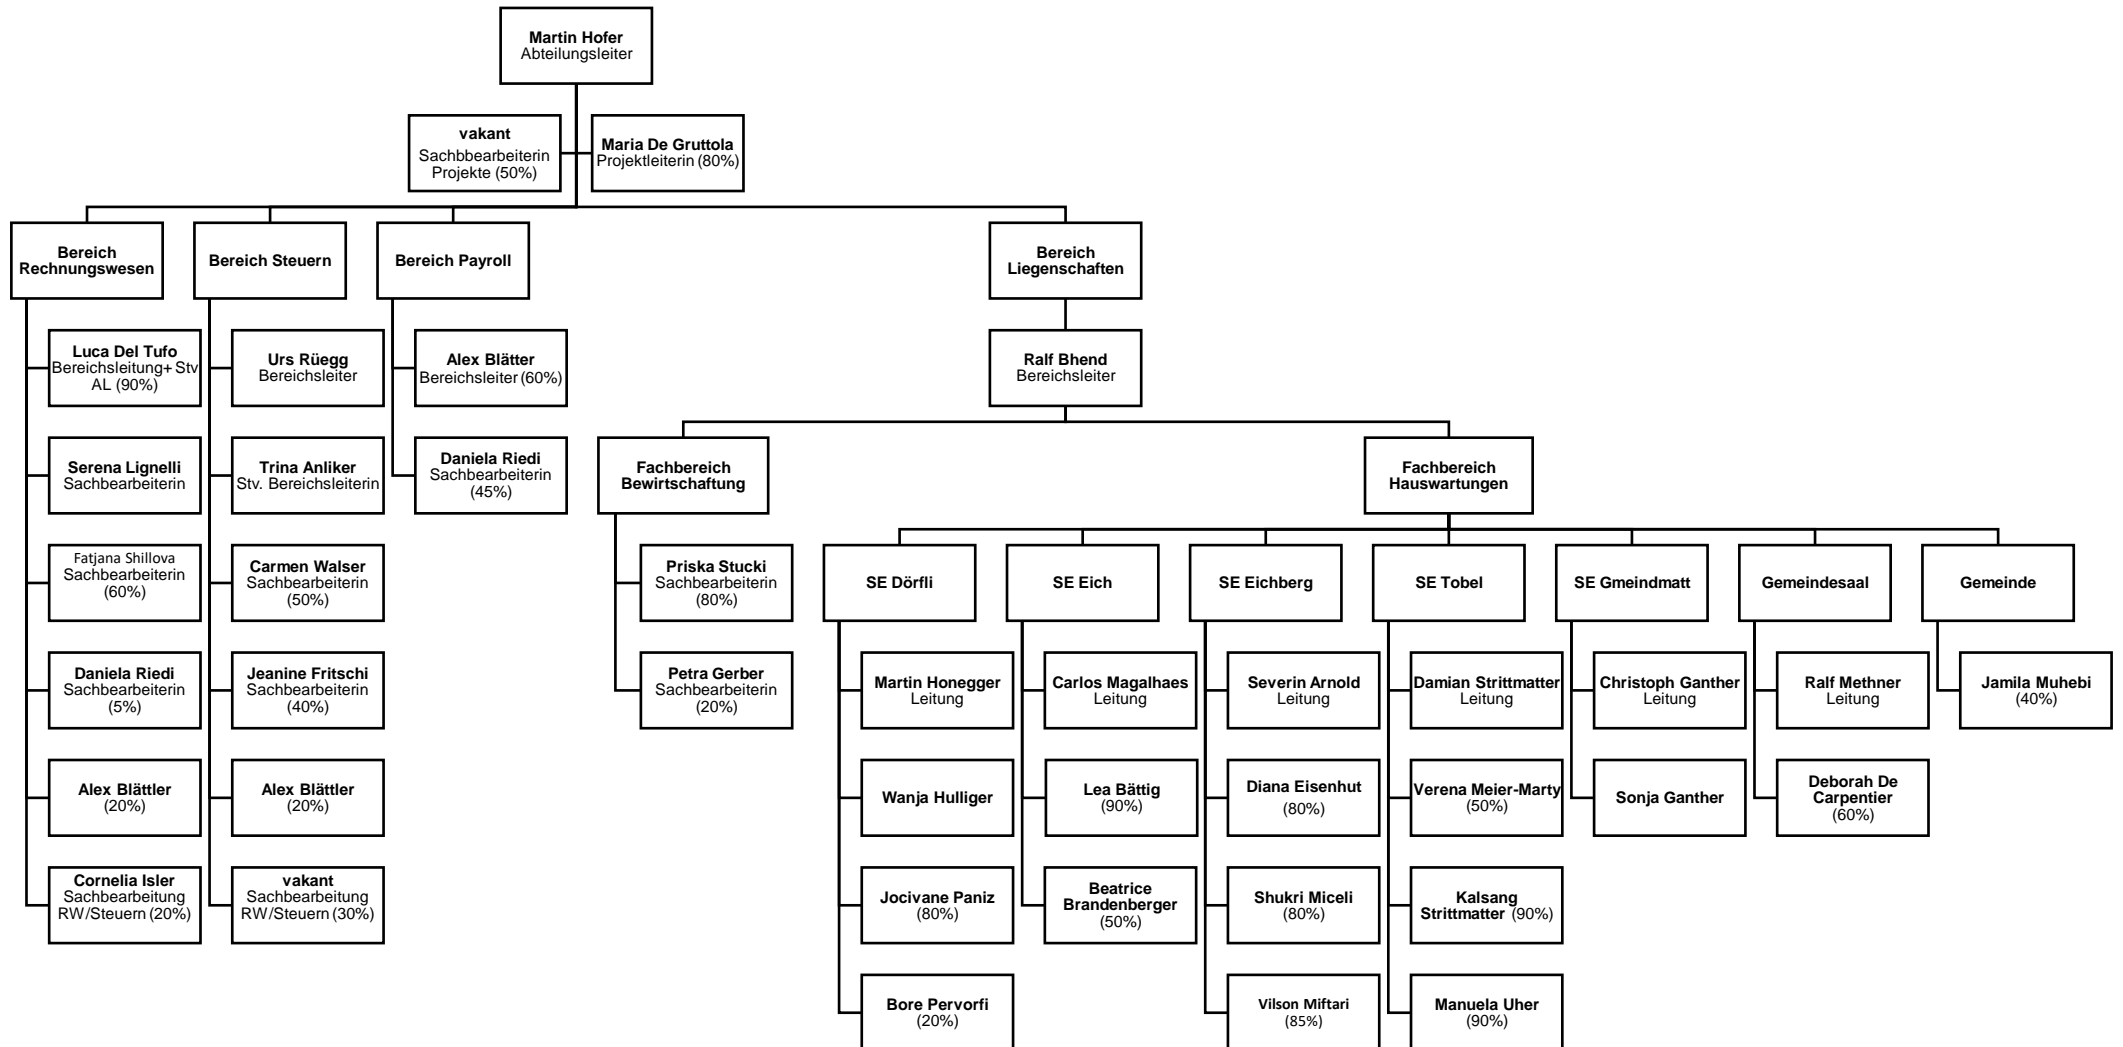 Martin Hofer
Abteilungsleiter
vakant
Sachbbearbeiterin
Projekte (50%)
Maria De Gruttola
Projektleiterin (80%)
Bereich
Rechnungswesen
Bereich Steuern
Bereich Payroll
Bereich
Liegenschaften
Luca Del Tufo
Bereichsleitung+ Stv
AL (90%)
Urs Rüegg
Bereichsleiter
Alex Blätter
Bereichsleiter (60%)
Ralf Bhend
Bereichsleiter
Serena Lignelli
Sachbearbeiterin
Trina Anliker
Stv. Bereichsleiterin
Daniela Riedi
Sachbearbeiterin
(45%)
Fachbereich
Bewirtschaftung
Fachbereich
Hauswartungen
Fatjana Shillova
Sachbearbeiterin
(60%)
Carmen Walser
Sachbearbeiterin
(50%)
Priska Stucki
Sachbearbeiterin
(80%)
SE Dörfli
SE Eich
SE Eichberg
SE Tobel
SE Gmeindmatt
Gemeindesaal
Gemeinde
Daniela Riedi
Sachbearbeiterin
(5%)
Jeanine Fritschi
Sachbearbeiterin
(40%)
Petra Gerber
Sachbearbeiterin
(20%)
Martin Honegger
Leitung
Carlos Magalhaes
Leitung
Severin Arnold
Leitung
Damian Strittmatter
Leitung
Christoph Ganther
Leitung
Ralf Methner
Leitung
Jamila Muhebi
(40%)
Alex Blättler
(20%)
Alex Blättler
(20%)
Wanja Hulliger
Lea Bättig
(90%)
Diana Eisenhut
(80%)
Verena Meier-Marty
(50%)
Sonja Ganther
Deborah De
Carpentier
(60%)
Cornelia Isler
Sachbearbeitung
RW/Steuern (20%)
vakant
Sachbearbeitung
RW/Steuern (30%)
Jocivane Paniz
(80%)
Beatrice
Brandenberger
(50%)
Shukri Miceli
(80%)
Kalsang
Strittmatter (90%)
Bore Pervorfi
(20%)
Vilson Miftari
(85%)
Manuela Uher
(90%)